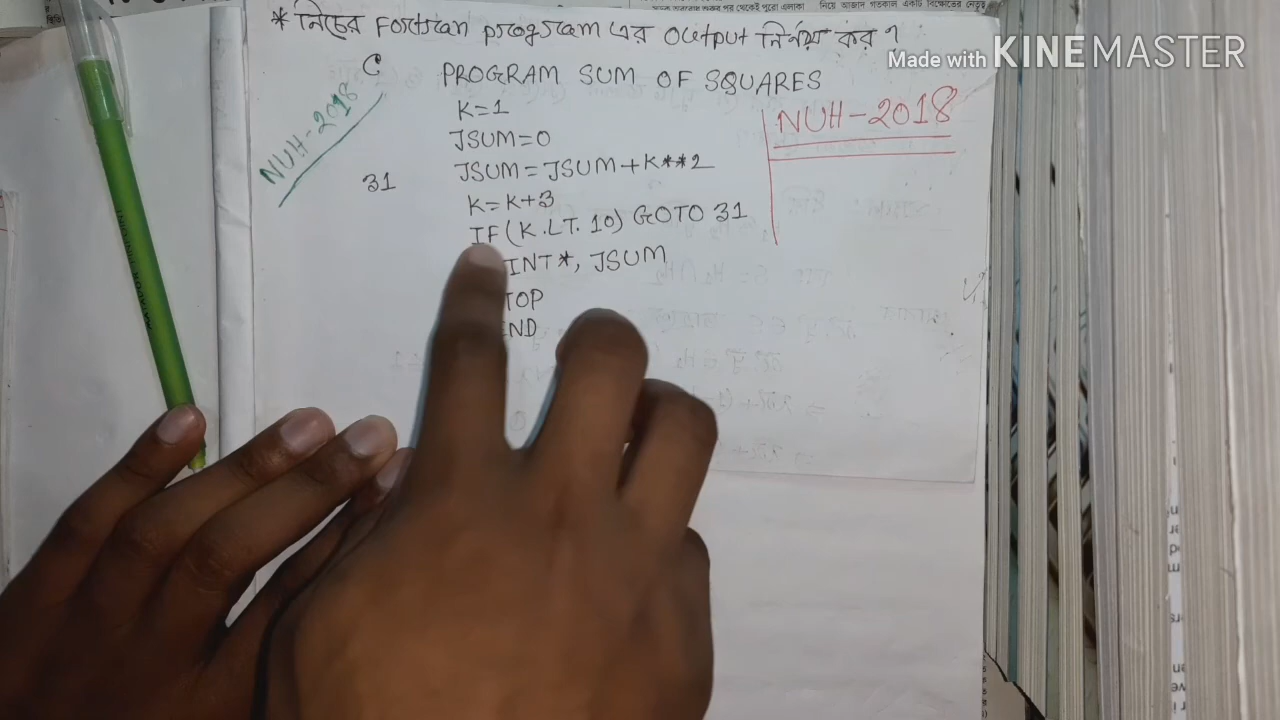 * নিচের Fortran program এর output নির্ণয় কর ?
Made with KINEMASTER
C PROGRAM SUM OF SQUARES
NUH-2018
K=1
NUH-2018
JSUM=0
31 JSUM=JSUM+K**2
K=K+3
IF(K.LT.10) GOTO 31
INT*, JSUM
TOP
END